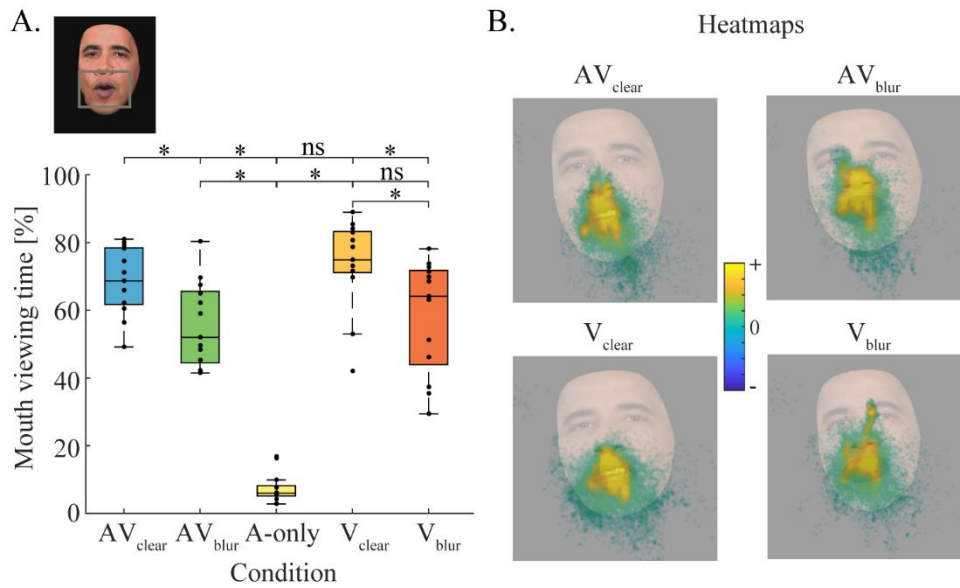 A.
* * ns *
* * ns
*
100
80
60
40
20
0
Mouth viewing time [%]
AVclear AVblur A-only Vclear Vblur
Condition
B.
Heatmaps
AVclear AVblur
+
0
-
Vclear Vblur